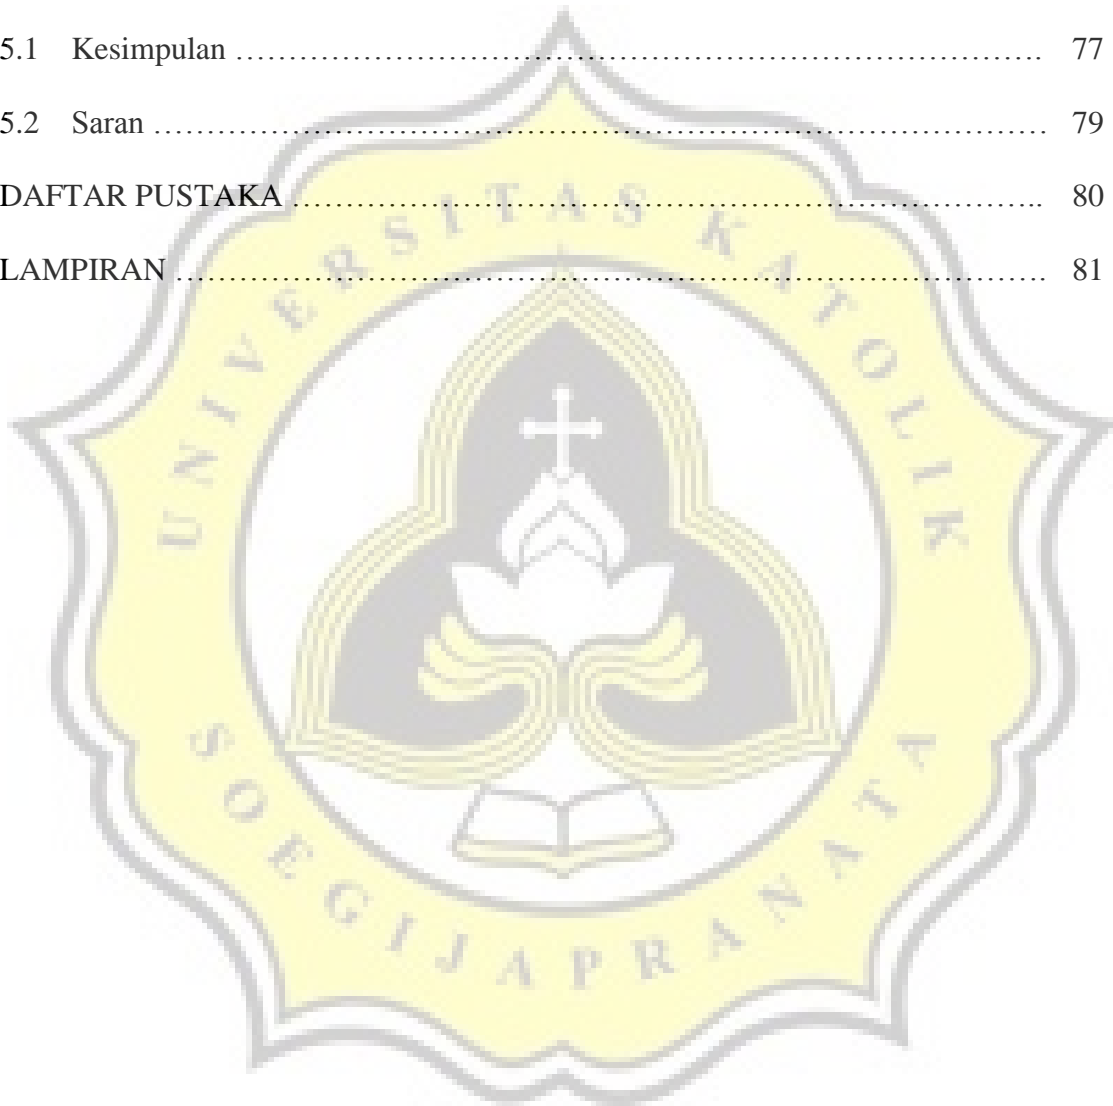 5.1 Kesimpulan ……………………………………………………………………………. 77
5.2 Saran ……………………………………………………………………………………. 79
DAFTAR PUSTAKA …………………………………………………………………….. 80
LAMPIRAN ………………………………………………………………………………. 81
UNIVERSITAS KATOLIK
SOEGIJAPRANATA